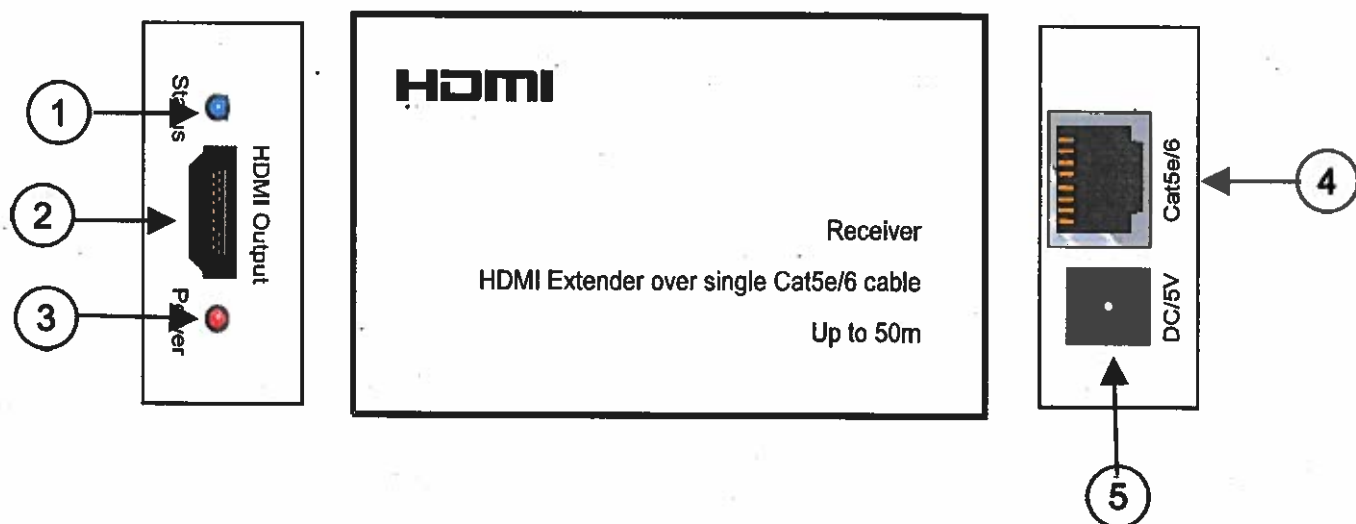 1
Status
2
HDMI Output
3
Power
HDMI
Receiver
HDMI Extender over single Cat5e/6 cable
Up to 50m
Cat5e/6
4
DC/5V
5